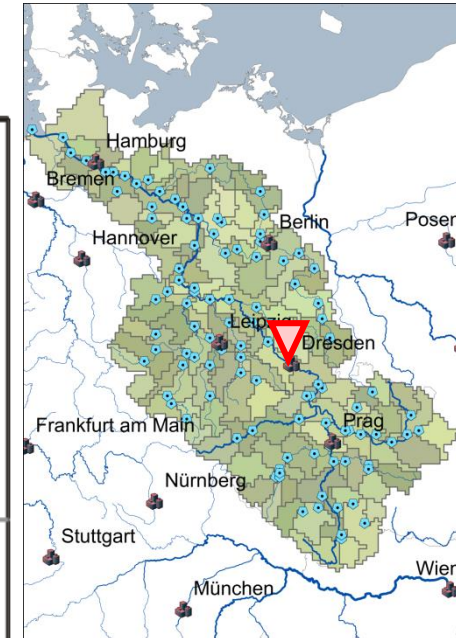 Hamburg
Bremen
Berlin
Posen
Hannover
Leipzig
Dresden
Frankfurt am Main
Prag
Nürnberg
Stuttgart
Wien
München